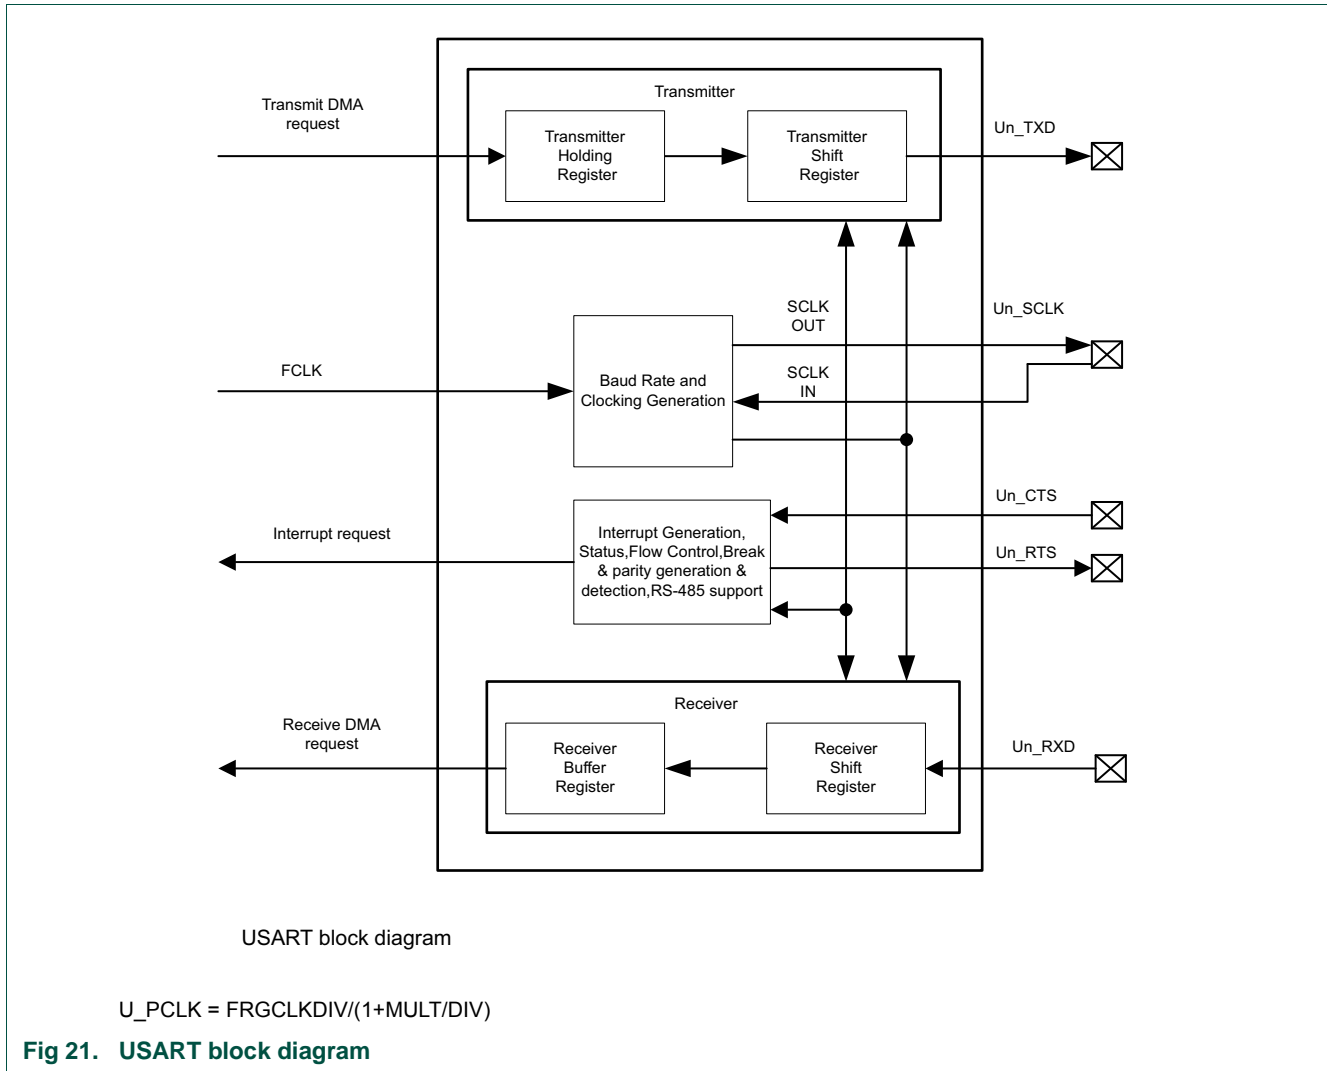 Transmitter
Transmit DMA
request
Transmitter
Holding
Register
Transmitter
Shift
Register
Un_TXD
SCLK
OUT
Un_SCLK
FCLK
Baud Rate and
Clocking Generation
SCLK
IN
Un_CTS
Interrupt request
Interrupt Generation,
Status,Flow Control,Break
& parity generation &
detection,RS-485 support
Un_RTS
Receiver
Receive DMA
request
Receiver
Buffer
Register
Receiver
Shift
Register
Un_RXD
USART block diagram
U_PCLK = FRGCLKDIV/(1+MULT/DIV)
Fig 21. USART block diagram